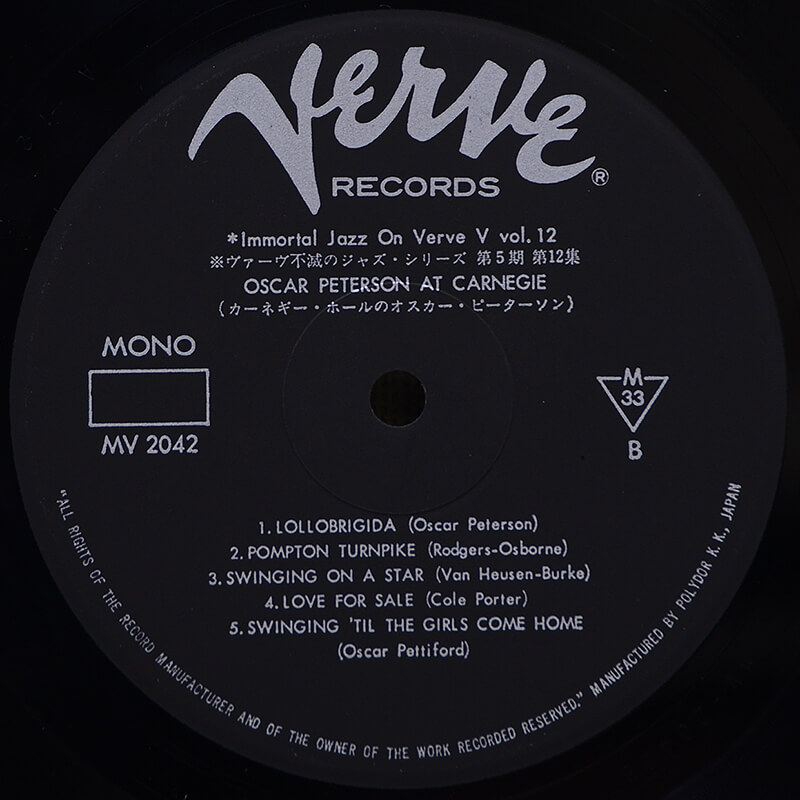 VERVE
RECORDS ®
*Immortal Jazz On Verve V vol.12
※ヴァーヴ不滅のジャズ・シリーズ 第5期 第12集
OSCAR PETERSON AT CARNEGIE
(カーネギー・ホールのオスカー・ピーターソン)
MONO
MV 2042
M
33
B
1. LOLLOBRIGIDA (Oscar Peterson)
2. POMPTON TURNPIKE (Rodgers-Osborne)
3. SWINGING ON A STAR (Van Heusen-Burke)
4. LOVE FOR SALE (Cole Porter)
5. SWINGING 'TIL THE GIRLS COME HOME
(Oscar Pettiford)
"ALL RIGHTS OF THE RECORD MANUFACTURER AND OF THE OWNER OF THE WORK RECORDED RESERVED." MANUFACTURED BY POLYDOR K. K., JAPAN